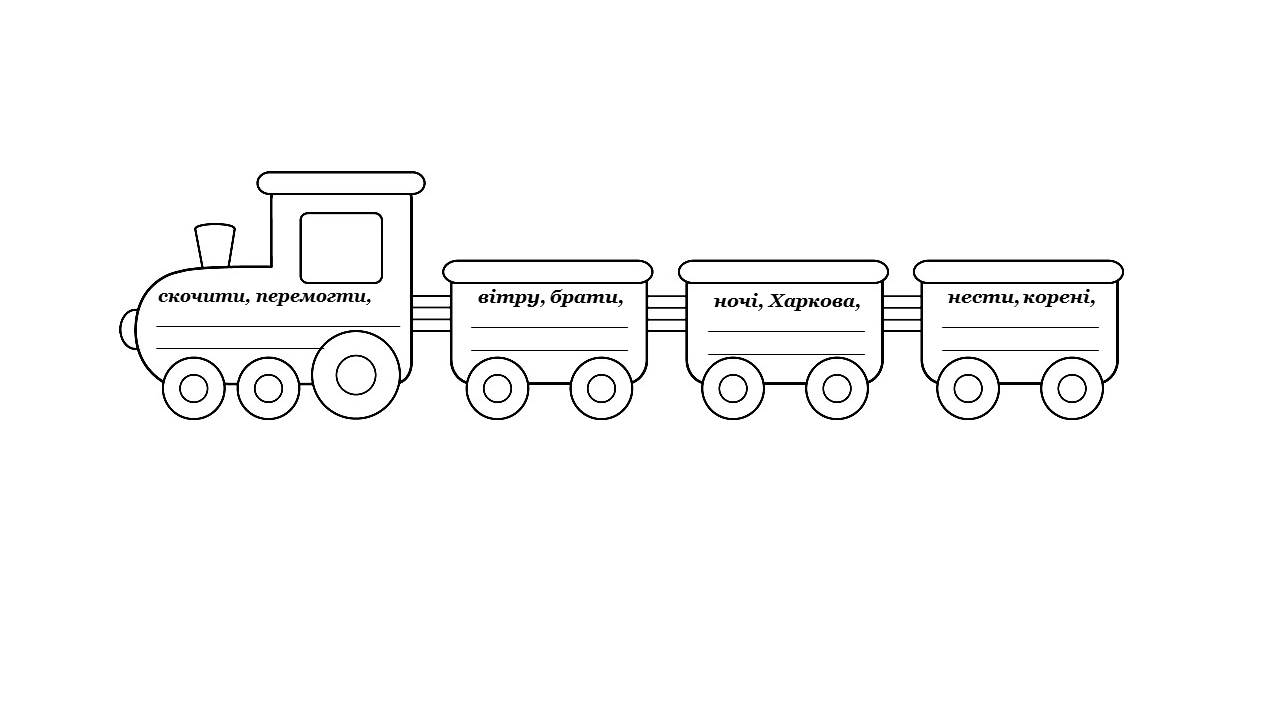 скочити, перемогти,
вітру, брати,
ночі, Харкова,
нести, корені,